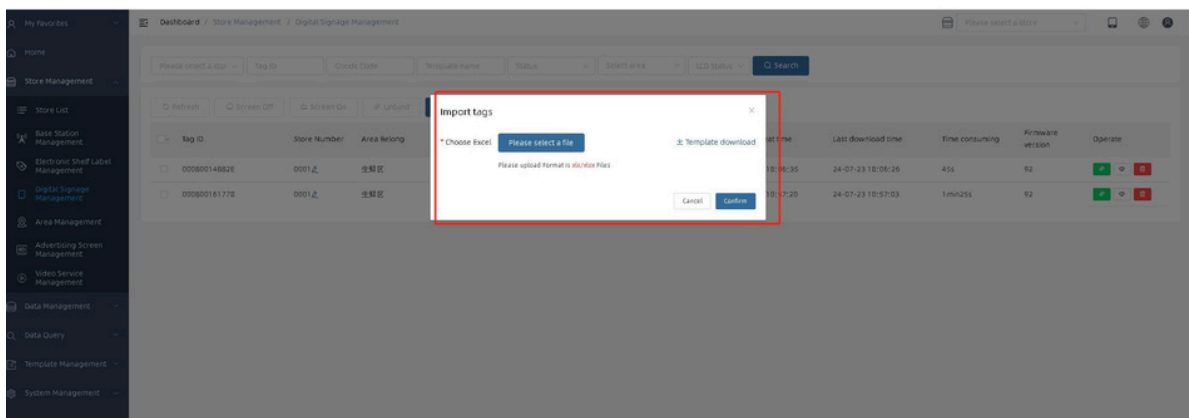 My Favorites
Dashboard / Store Management / Digital Signage Management
Please select a store
Home
Please select a stor
Tag ID
Goods Code
Template name
Status
Select area
LCD Status
Search
Store Management
Refresh
Screen Off
Screen On
Unbind
Import tags
Store List
Tag ID
Store Number
Area Belong
* Choose Excel
Please select a file
Template download
Last download time
Time consuming
Firmware version
Operate
Base Station Management
Please upload Format is xls/xlsx Files
Electronic Shelf Label Management
000800148828
0001
生鲜区
24-07-23 18:06:26
45s
92
Digital Signage Management
000800161778
0001
生鲜区
Cancel
Confirm
24-07-23 10:57:03
1min25s
92
Area Management
Advertising Screen Management
Video Service Management
Data Management
Data Query
Template Management
System Management